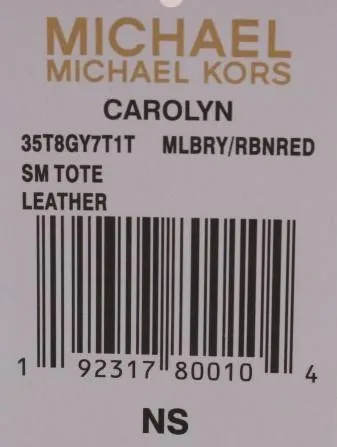 MICHAEL
MICHAEL KORS
CAROLYN
35T8GY7T1T MLBRY/RBNRED
SM TOTE
LEATHER
1 92317 80010 4
NS